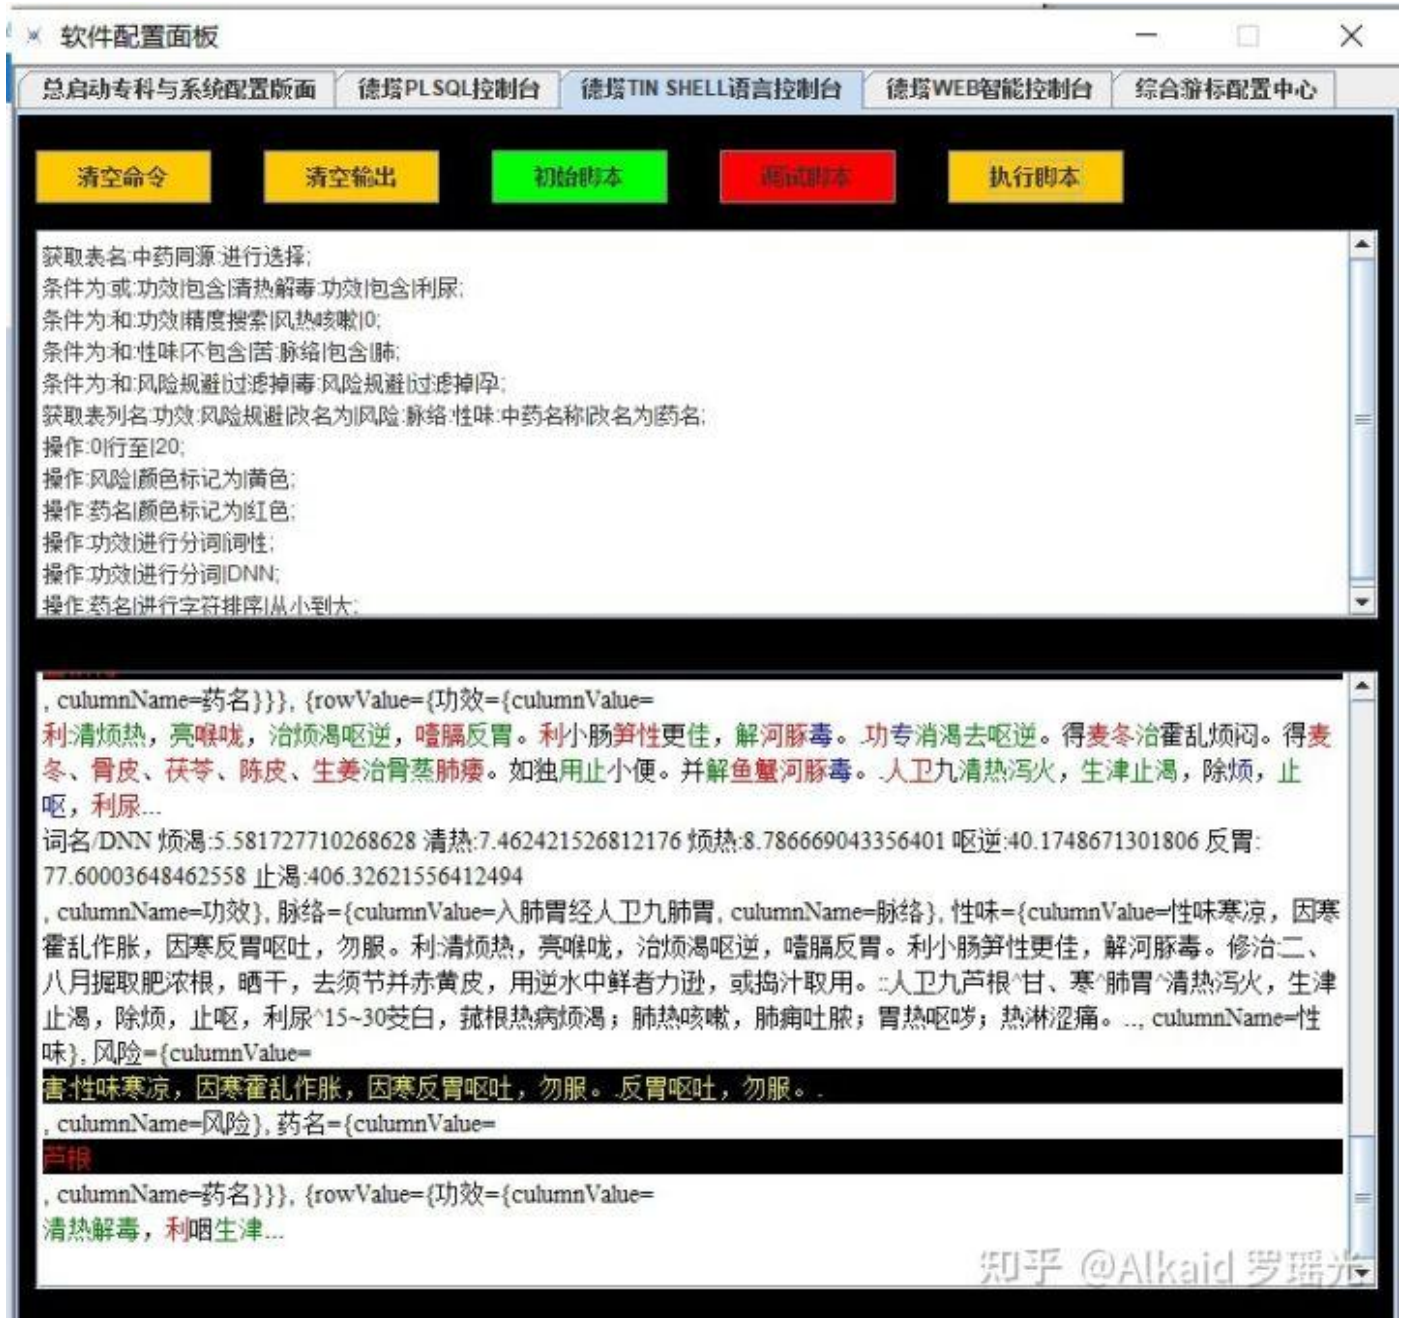 软件配置面板
总启动专科与系统配置版面 德塔PLSQL控制台 德塔TIN SHELL语言控制台 德塔WEB智能控制台 综合游标配置中心
清空命令 清空输出 初始脚本 调试脚本 执行脚本
获取表名:中药同源:进行选择;
条件为:或:功效|包含|清热解毒:功效|包含|利尿;
条件为:和:功效|精度搜索|风热咳嗽|0;
条件为:和:性味|不包含|苦:脉络|包含|肺;
条件为:和:风险规避|过滤掉|毒:风险规避|过滤掉|孕;
获取表列名:功效:风险规避|改名为|风险:脉络:性味:中药名称|改名为|药名;
操作:0|行至|20;
操作:风险|颜色标记为|黄色;
操作:药名|颜色标记为|红色;
操作:功效|进行分词|词性;
操作:功效|进行分词|DNN;
操作:药名|进行字符排序|从小到大;
, culumnName=药名}}}, {rowValue={功效={culumnValue=
利:清烦热，亮喉咙，治烦渴呕逆，噎膈反胃。利小肠笋性更佳，解河豚毒。.功专消渴去呕逆。得麦冬治霍乱烦闷。得麦
冬、骨皮、茯苓、陈皮、生姜治骨蒸肺痿。如独用止小便。并解鱼蟹河豚毒。.人卫九清热泻火，生津止渴，除烦，止
呕，利尿...
词名/DNN 烦渴:5.581727710268628 清热:7.462421526812176 烦热:8.786669043356401 呕逆:40.1748671301806 反胃:
77.60003648462558 止渴:406.32621556412494
, culumnName=功效}, 脉络={culumnValue=入肺胃经人卫九肺胃, culumnName=脉络}, 性味={culumnValue=性味寒凉，因寒
霍乱作胀，因寒反胃呕吐，勿服。利:清烦热，亮喉咙，治烦渴呕逆，噎膈反胃。利小肠笋性更佳，解河豚毒。修治:二、
八月掘取肥浓根，晒干，去须节并赤黄皮，用逆水中鲜者力逊，或捣汁取用。::人卫九芦根^甘、寒^肺胃^清热泻火，生津
止渴，除烦，止呕，利尿^15~30茭白，菰根热病烦渴；肺热咳嗽，肺痈吐脓；胃热呕哕；热淋涩痛。.., culumnName=性
味}, 风险={culumnValue=
害:性味寒凉，因寒霍乱作胀，因寒反胃呕吐，勿服。.反胃呕吐，勿服。.
, culumnName=风险}, 药名={culumnValue=
芦根
, culumnName=药名}}}, {rowValue={功效={culumnValue=
清热解毒，利咽生津...
知乎 @Alkaid 罗瑶光